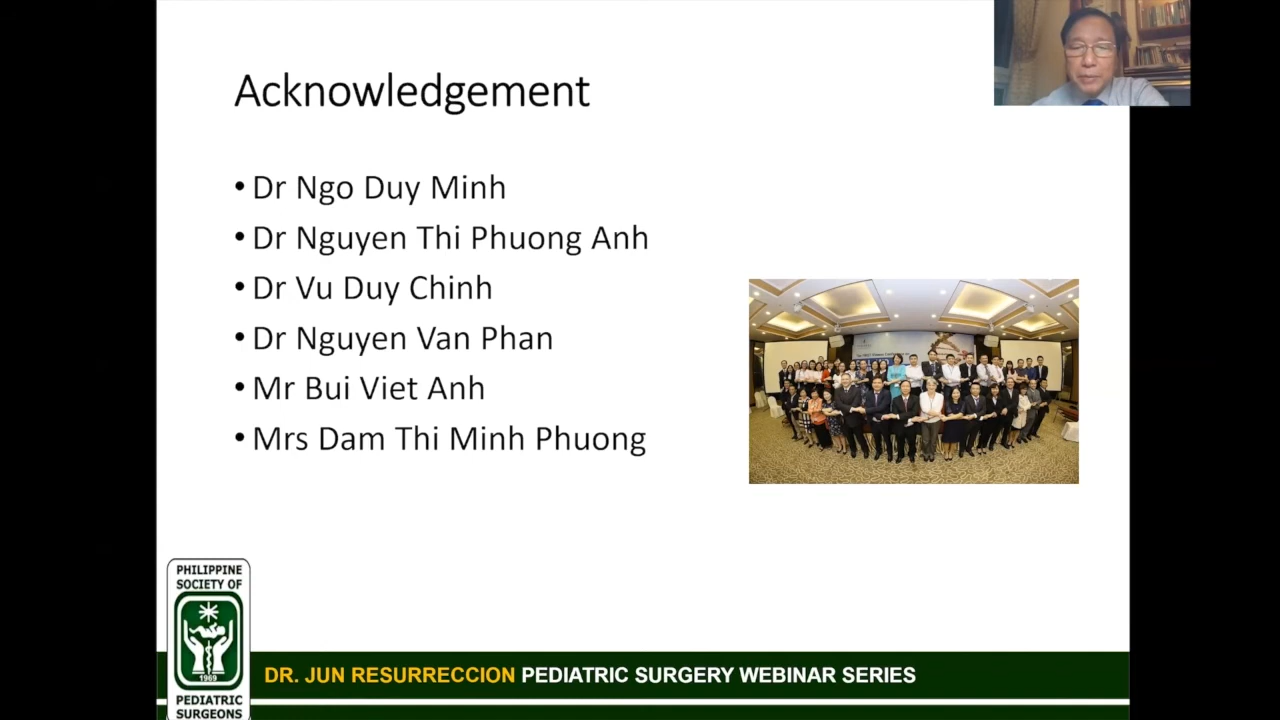 Acknowledgement
• Dr Ngo Duy Minh
• Dr Nguyen Thi Phuong Anh
• Dr Vu Duy Chinh
• Dr Nguyen Van Phan
• Mr Bui Viet Anh
• Mrs Dam Thi Minh Phuong
PHILIPPINE
SOCIETY OF
1969
PEDIATRIC
SURGEONS
DR. JUN RESURRECCION PEDIATRIC SURGERY WEBINAR SERIES